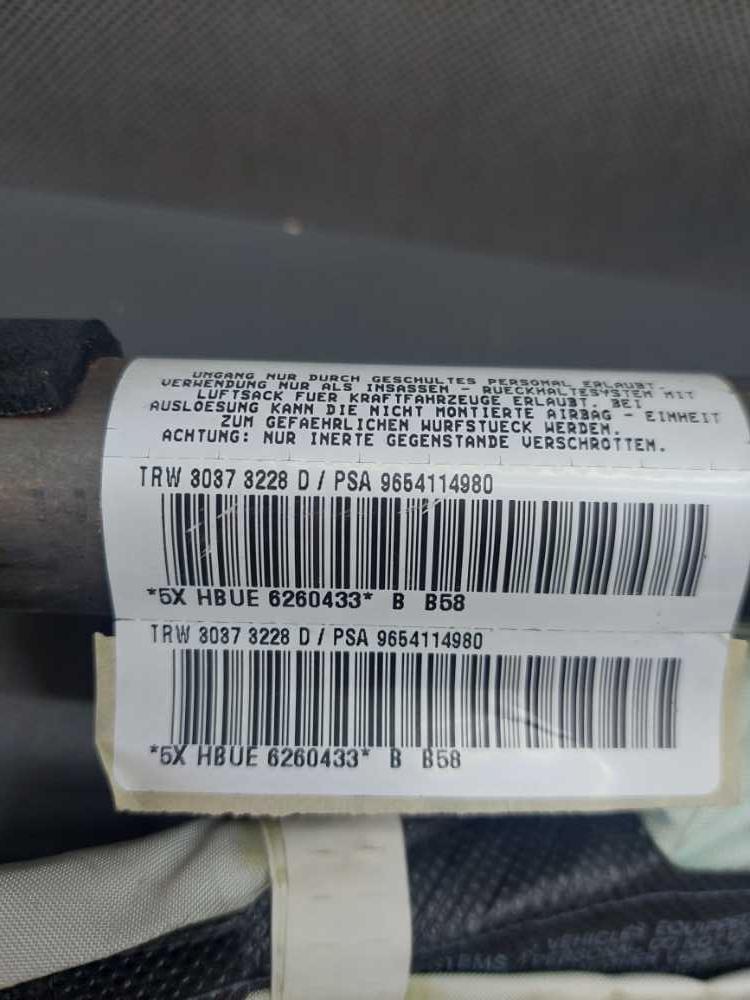 UMGANG NUR DURCH GESCHULTES PERSONAL ERLAUBT.
VERWENDUNG NUR ALS INSASSEN - RUECKHALTESYSTEM MIT
LUFTSACK FUER KRAFTFAHRZEUGE ERLAUBT. BEI
AUSLOESUNG KANN DIE NICHT MONTIERTE AIRBAG - EINHEIT
ZUM GEFAEHRLICHEN WURFSTUECK WERDEN.
ACHTUNG: NUR INERTE GEGENSTANDE VERSCHROTTEN.
TRW 3037 3228 D / PSA 9654114980
*5X HBUE 6260433* B B58
TRW 3037 3228 D / PSA 9654114980
*5X HBUE 6260433* B B58
VEHICLES EQUIPPED